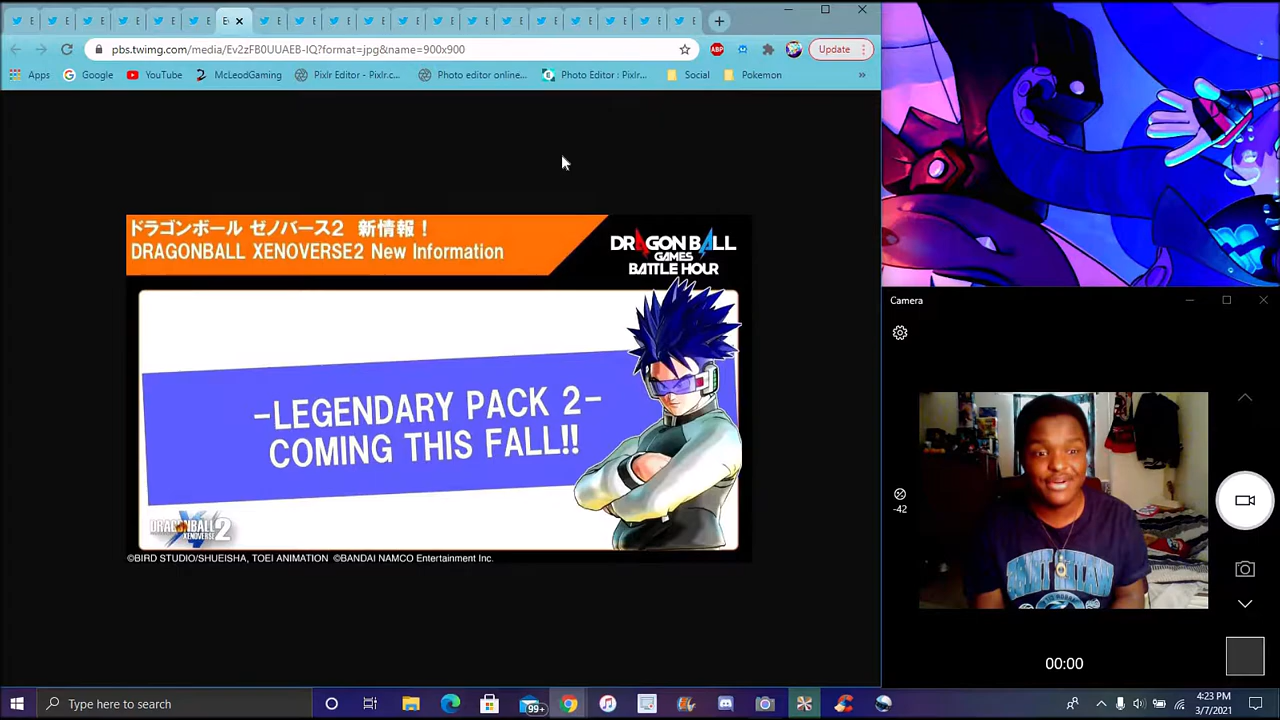 pbs.twimg.com/media/Ev2zFB0UUAEB-IQ?format=jpg&name=900x900
ABP
Update
Apps
Google
YouTube
McLeodGaming
Pixlr Editor - Pixlr.c...
Photo editor online...
Photo Editor : Pixlr...
Social
Pokemon
»
ドラゴンボール ゼノバース2 新情報！
DRAGONBALL XENOVERSE2 New Information
DRAGON BALL
GAMES
BATTLE HOUR
-LEGENDARY PACK 2-
COMING THIS FALL!!
DRAGONBALL
XENOVERSE 2
©BIRD STUDIO/SHUEISHA, TOEI ANIMATION ©BANDAI NAMCO Entertainment Inc.
Camera
-42
00:00
Type here to search
99+
4:23 PM
3/7/2021